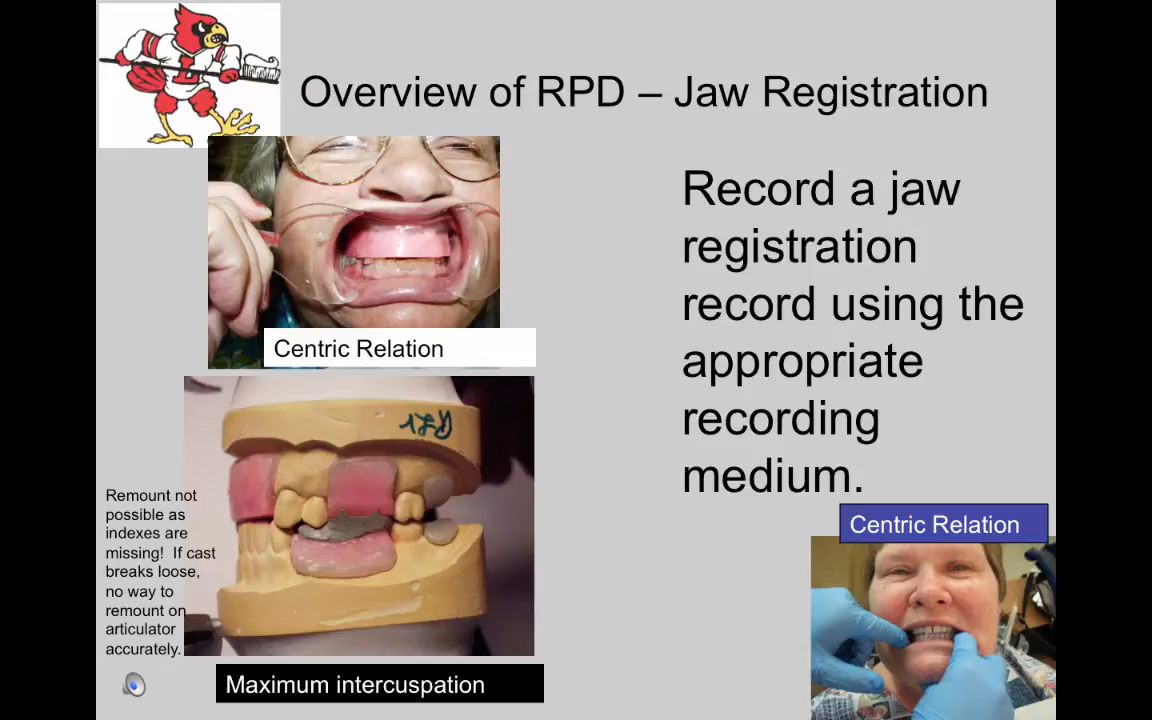 Overview of RPD – Jaw Registration
Record a jaw
registration
record using the
appropriate
recording
medium.
Centric Relation
Remount not
possible as
indexes are
missing! If cast
breaks loose,
no way to
remount on
articulator
accurately.
Maximum intercuspation
Centric Relation